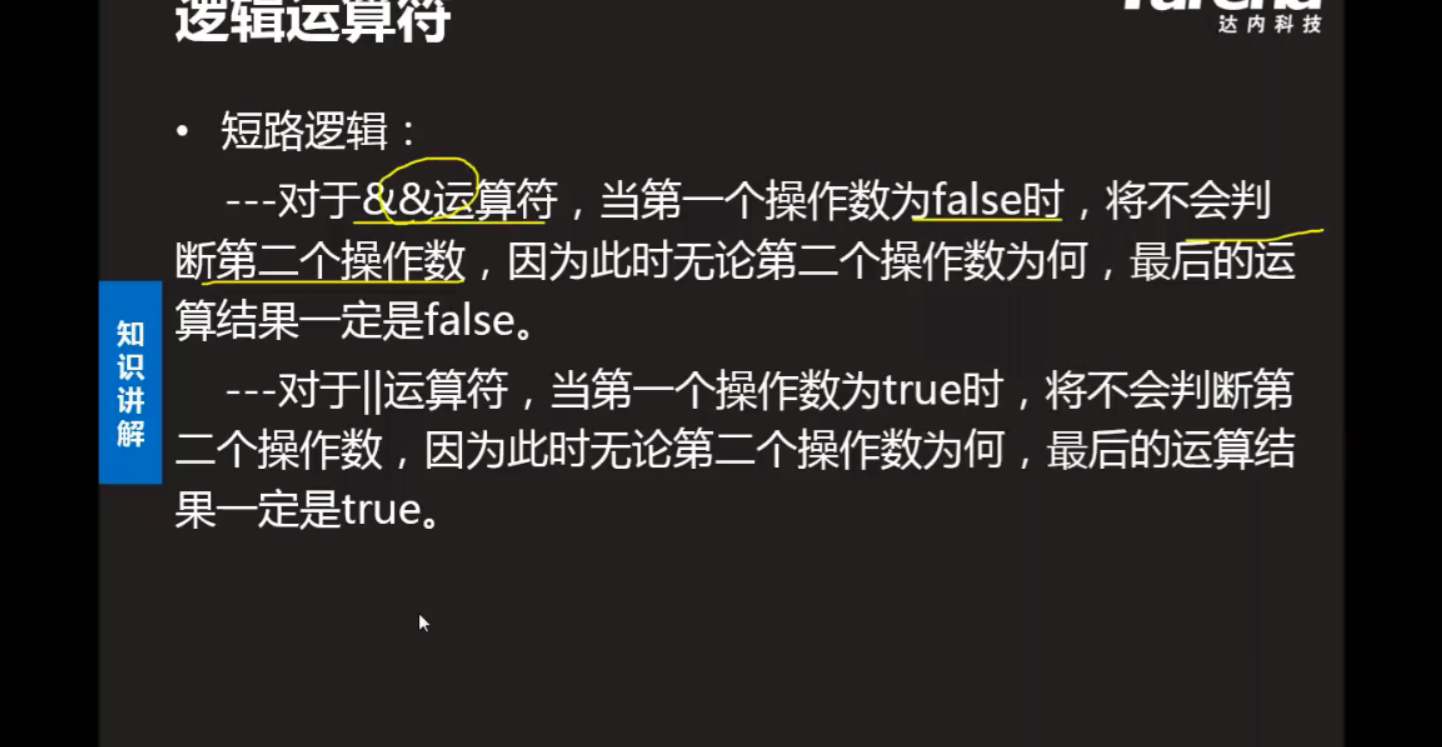 逻辑运算符
达内科技
• 短路逻辑：
---对于&&运算符，当第一个操作数为false时，将不会判
断第二个操作数，因为此时无论第二个操作数为何，最后的运
算结果一定是false。
---对于||运算符，当第一个操作数为true时，将不会判断第
二个操作数，因为此时无论第二个操作数为何，最后的运算结
果一定是true。
知识讲解